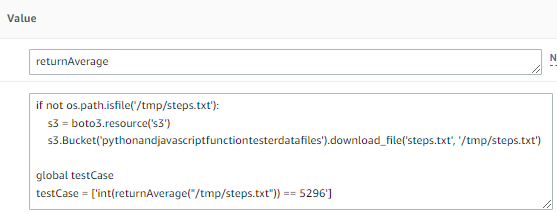 Value
returnAverage
N
if not os.path.isfile('/tmp/steps.txt'):
    s3 = boto3.resource('s3')
    s3.Bucket('pythonandjavascriptfunctiontesterdatafiles').download_file('steps.txt', '/tmp/steps.txt')
global testCase
testCase = ['int(returnAverage("/tmp/steps.txt")) == 5296']